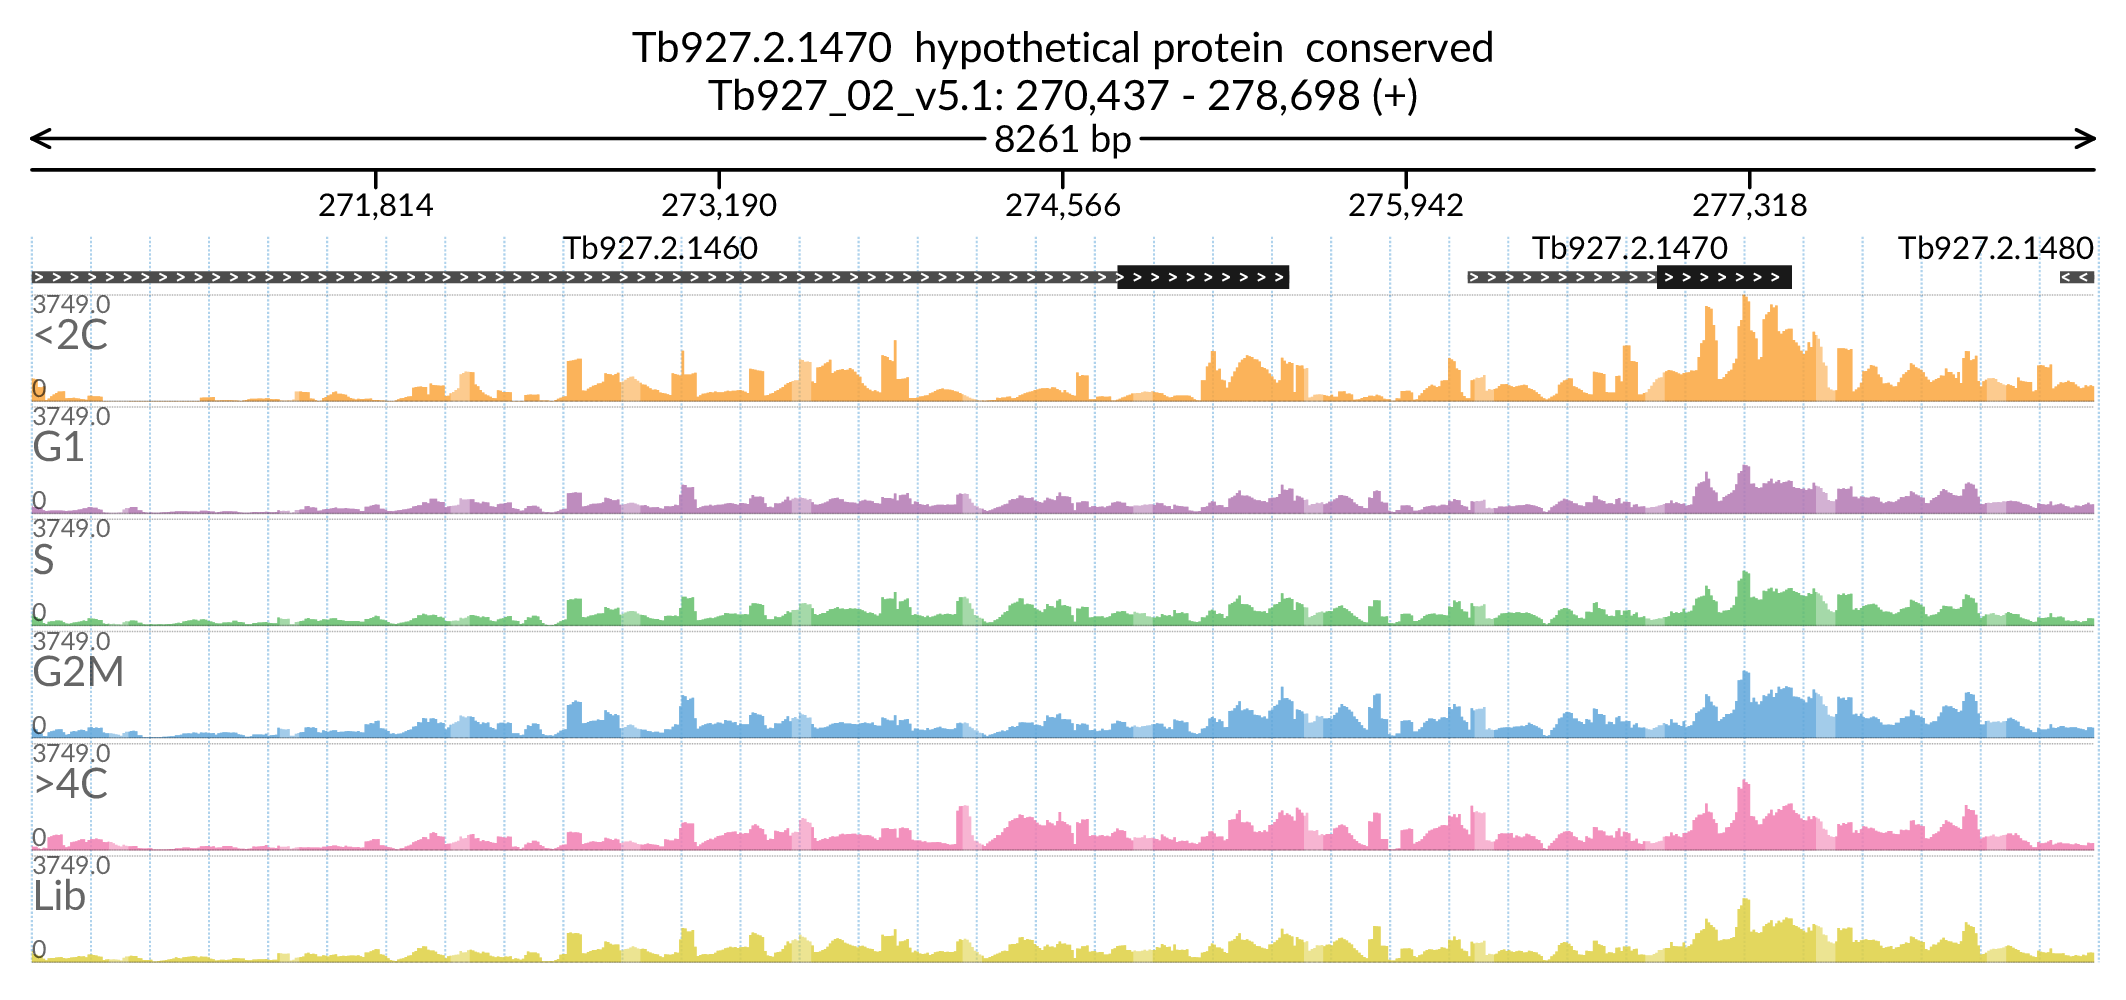 Tb927.2.1470  hypothetical protein  conserved
Tb927_02_v5.1: 270,437 - 278,698 (+)
8261 bp
271,814 273,190 274,566 275,942 277,318
Tb927.2.1460 Tb927.2.1470 Tb927.2.1480
3749.0
<2C
0
3749.0
G1
0
3749.0
S
0
3749.0
G2M
0
3749.0
>4C
0
3749.0
Lib
0